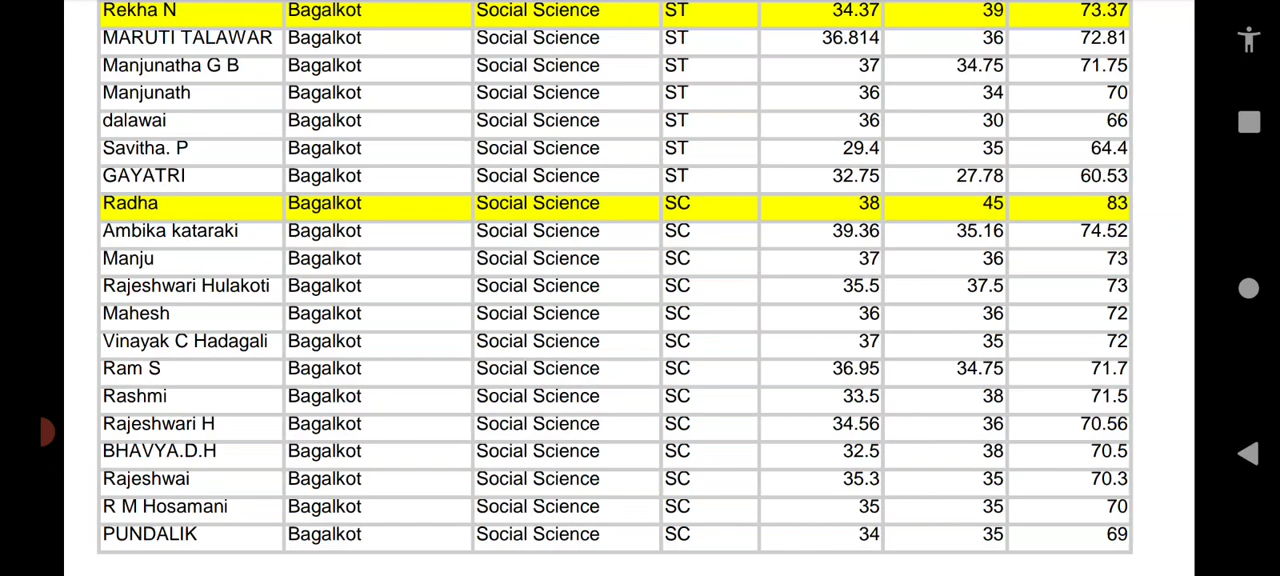 Rekha N Bagalkot Social Science ST 34.37 39 73.37
MARUTI TALAWAR Bagalkot Social Science ST 36.814 36 72.81
Manjunatha G B Bagalkot Social Science ST 37 34.75 71.75
Manjunath Bagalkot Social Science ST 36 34 70
dalawai Bagalkot Social Science ST 36 30 66
Savitha. P Bagalkot Social Science ST 29.4 35 64.4
GAYATRI Bagalkot Social Science ST 32.75 27.78 60.53
Radha Bagalkot Social Science SC 38 45 83
Ambika kataraki Bagalkot Social Science SC 39.36 35.16 74.52
Manju Bagalkot Social Science SC 37 36 73
Rajeshwari Hulakoti Bagalkot Social Science SC 35.5 37.5 73
Mahesh Bagalkot Social Science SC 36 36 72
Vinayak C Hadagali Bagalkot Social Science SC 37 35 72
Ram S Bagalkot Social Science SC 36.95 34.75 71.7
Rashmi Bagalkot Social Science SC 33.5 38 71.5
Rajeshwari H Bagalkot Social Science SC 34.56 36 70.56
BHAVYA.D.H Bagalkot Social Science SC 32.5 38 70.5
Rajeshwai Bagalkot Social Science SC 35.3 35 70.3
R M Hosamani Bagalkot Social Science SC 35 35 70
PUNDALIK Bagalkot Social Science SC 34 35 69